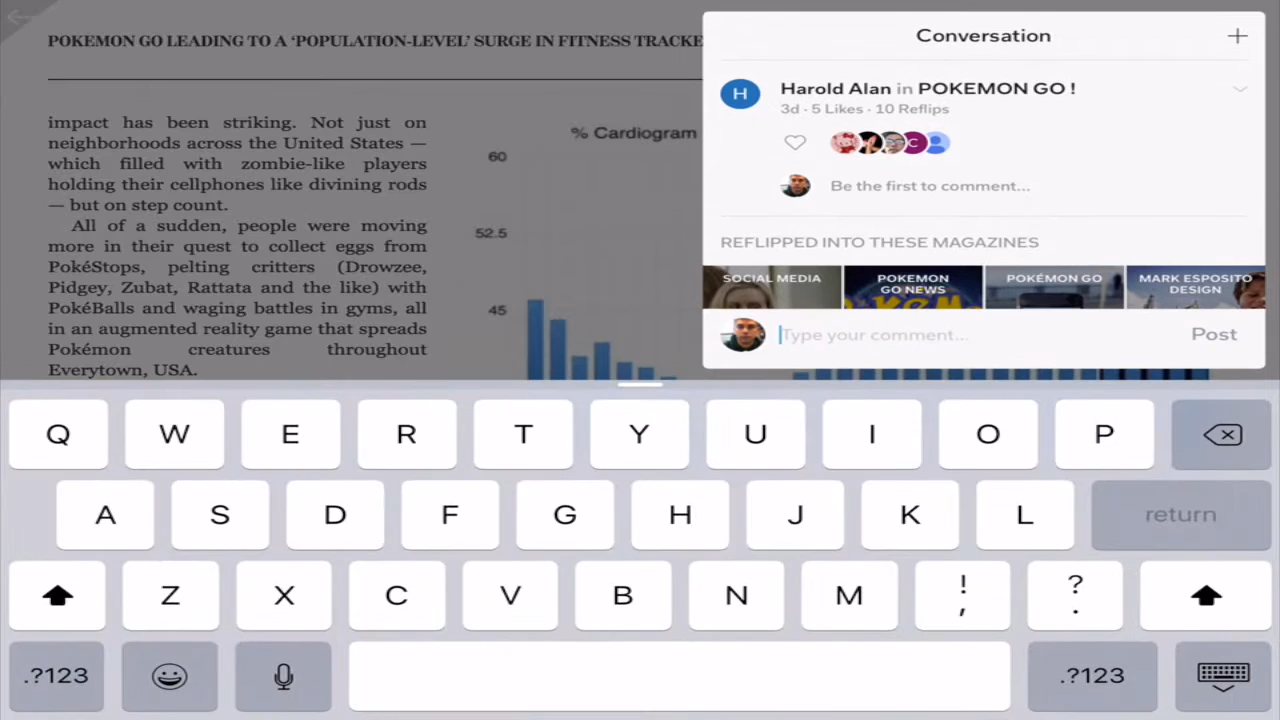 POKEMON GO LEADING TO A ‘POPULATION-LEVEL’ SURGE IN FITNESS TRACKE
impact has been striking. Not just on
neighborhoods across the United States —
which filled with zombie-like players
holding their cellphones like divining rods
— but on step count.
All of a sudden, people were moving
more in their quest to collect eggs from
PokéStops, pelting critters (Drowzee,
Pidgey, Zubat, Rattata and the like) with
PokéBalls and waging battles in gyms, all
in an augmented reality game that spreads
Pokémon creatures throughout
Everytown, USA.
% Cardiogram
60
52.5
45
Conversation
H
Harold Alan in POKEMON GO !
3d · 5 Likes · 10 Reflips
C
Be the first to comment...
REFLIPPED INTO THESE MAGAZINES
SOCIAL MEDIA
POKEMON
GO NEWS
POKÉMON GO
MARK ESPOSITO
DESIGN
Type your comment...
Post
Q W E R T Y U I O P
A S D F G H J K L return
Z X C V B N M ! , ? .
.?123 .?123